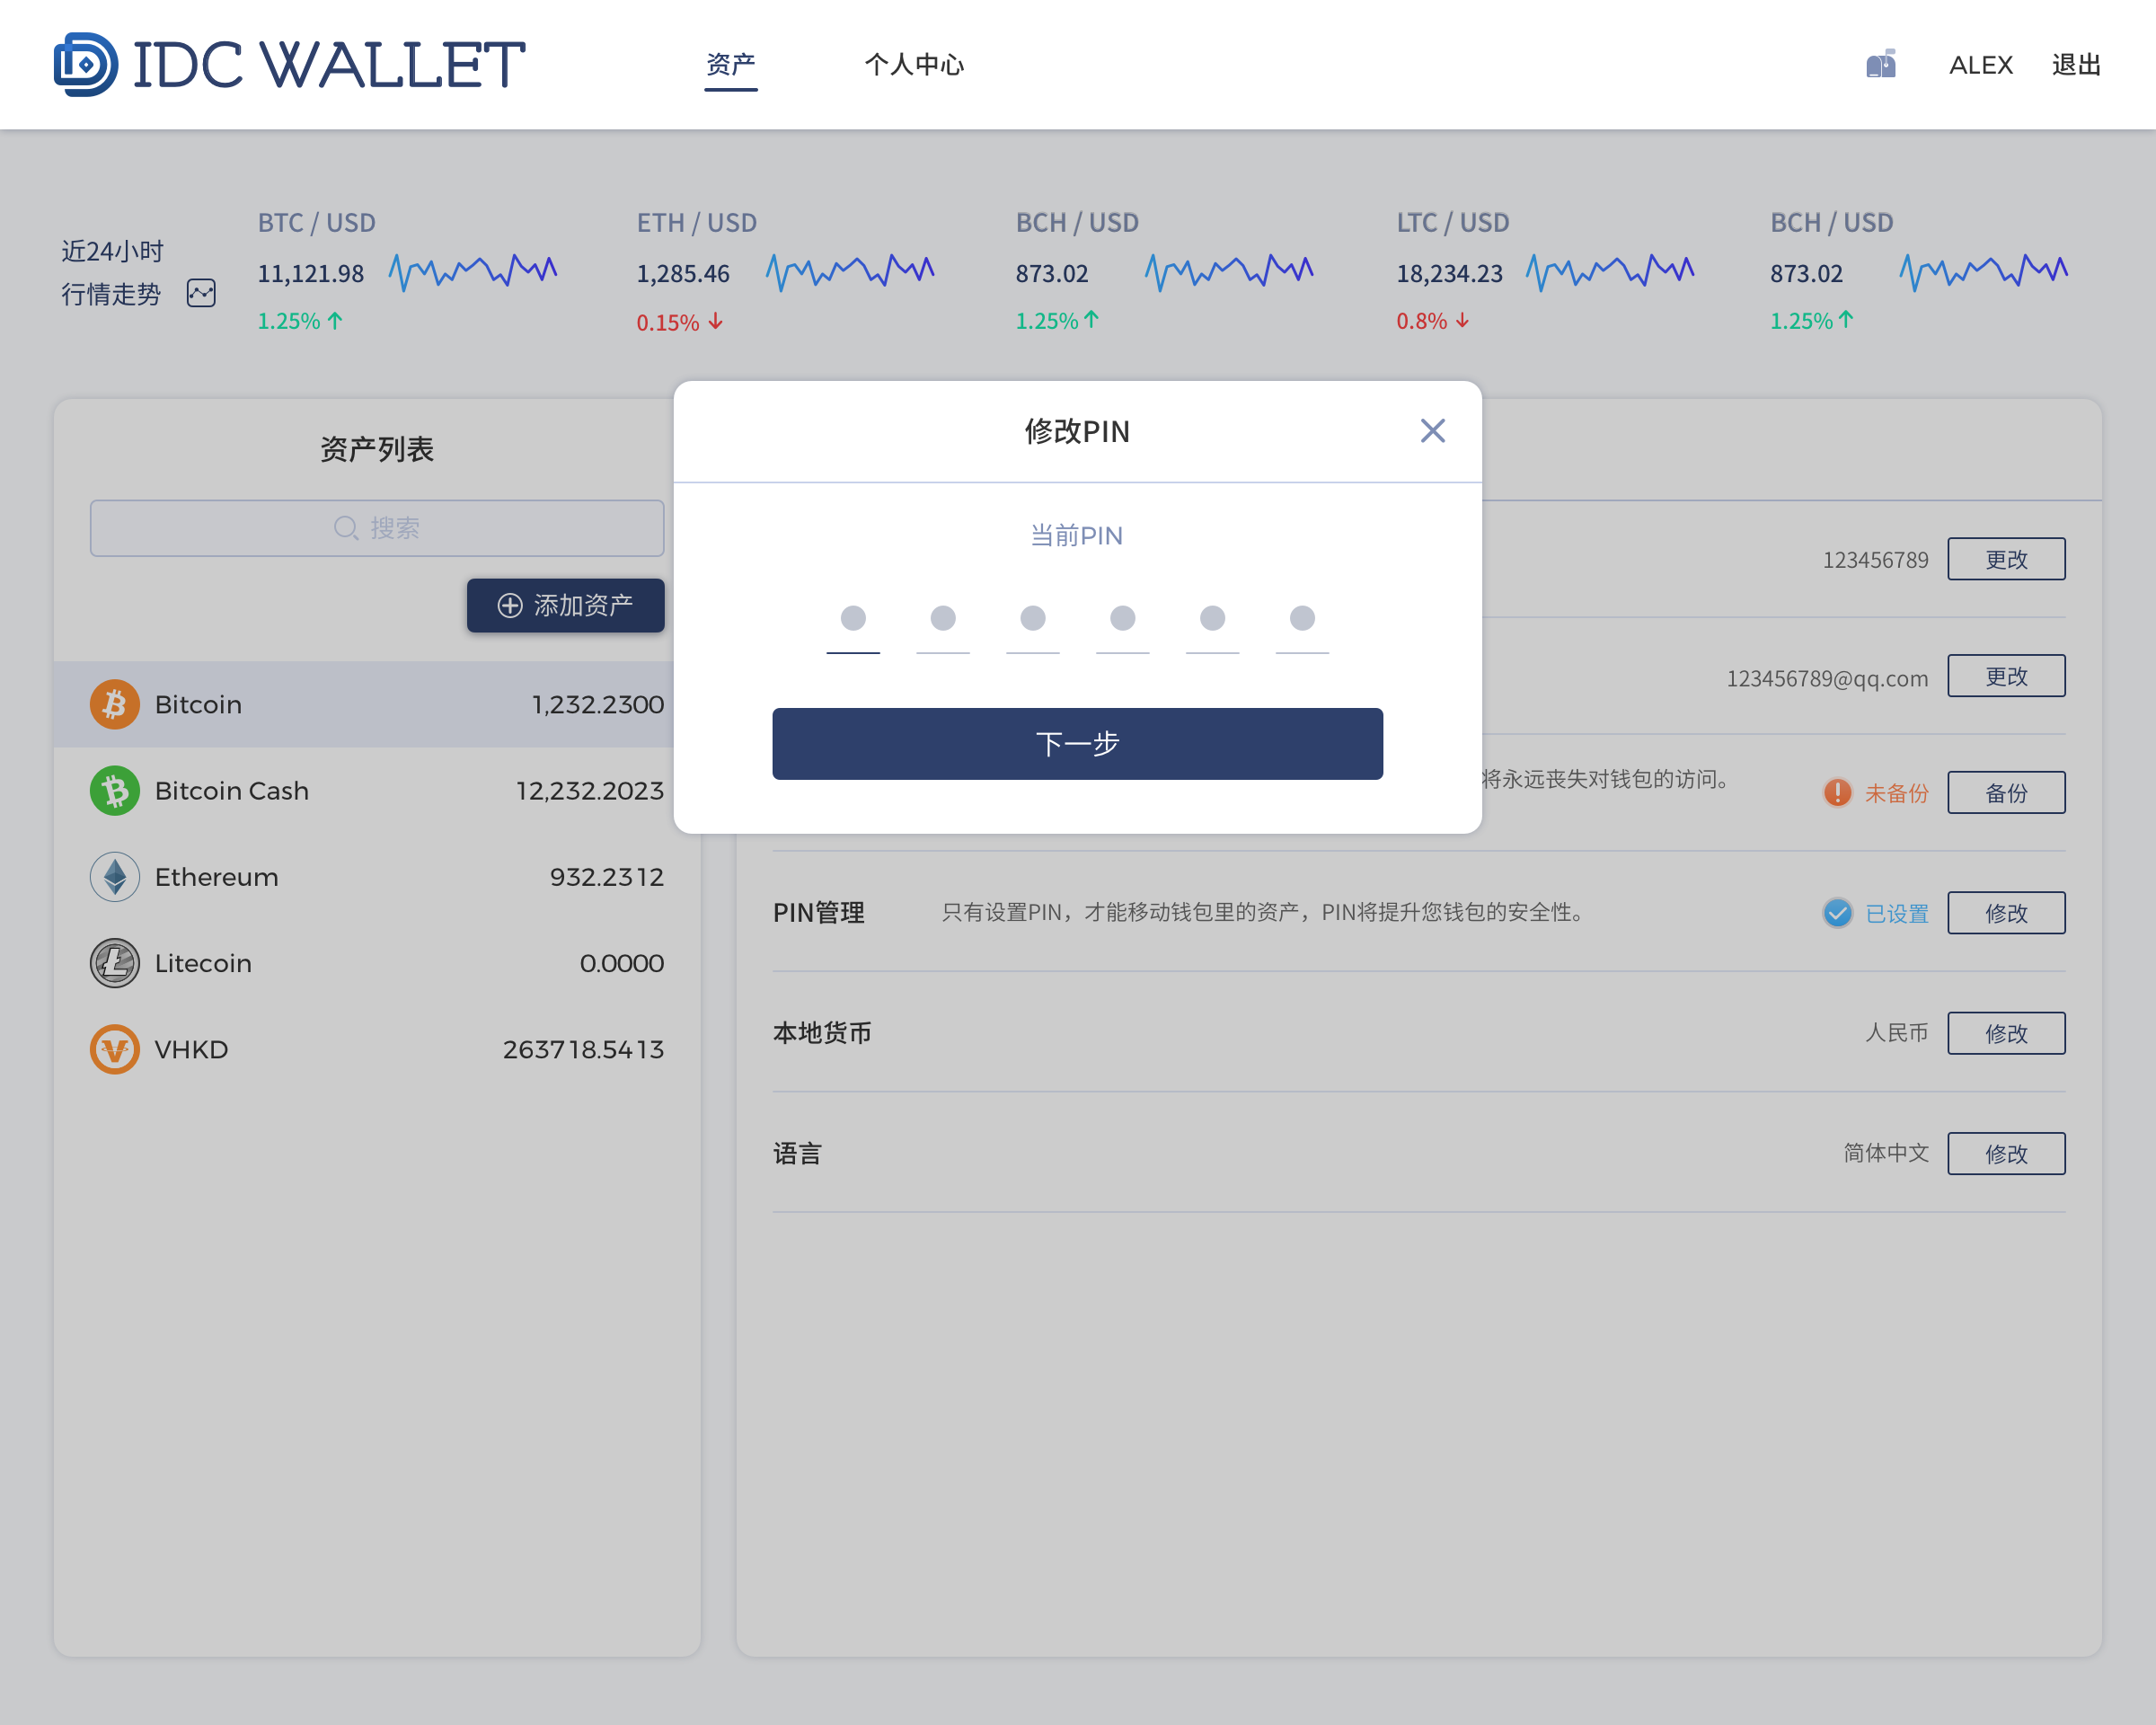 IDC WALLET
资产
个人中心
ALEX
退出
近24小时
行情走势
BTC / USD
11,121.98
1.25%
ETH / USD
1,285.46
0.15%
BCH / USD
873.02
1.25%
LTC / USD
18,234.23
0.8%
BCH / USD
873.02
1.25%
资产列表
搜索
添加资产
Bitcoin
1,232.2300
Bitcoin Cash
12,232.2023
Ethereum
932.2312
Litecoin
0.0000
VHKD
263718.5413
修改PIN
当前PIN
下一步
123456789
更改
123456789@qq.com
更改
将永远丧失对钱包的访问。
未备份
备份
PIN管理
只有设置PIN，才能移动钱包里的资产，PIN将提升您钱包的安全性。
已设置
修改
本地货币
人民币
修改
语言
简体中文
修改